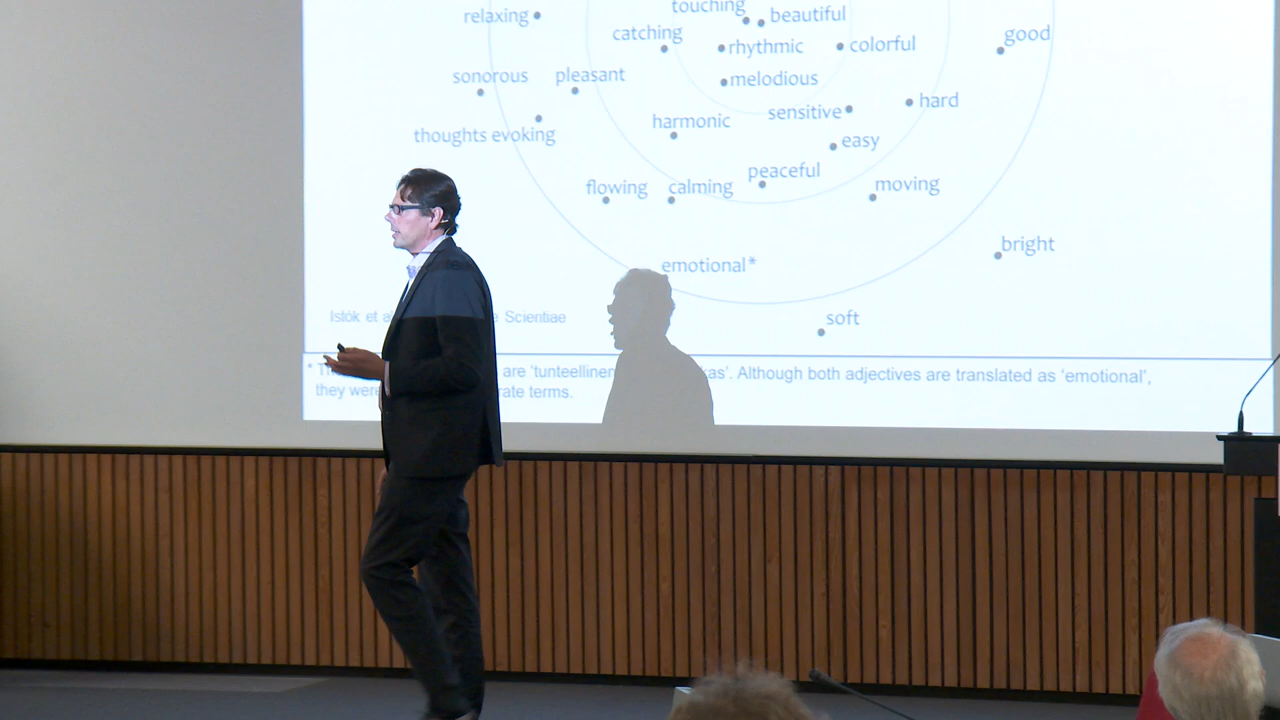 touching
relaxing
beautiful
catching
good
rhythmic
colorful
sonorous
pleasant
melodious
hard
sensitive
harmonic
thoughts evoking
easy
peaceful
flowing
calming
moving
bright
emotional*
soft
Istók et Scientiae
* are 'tunteellinen Although both adjectives are translated as 'emotional',
they were terms.